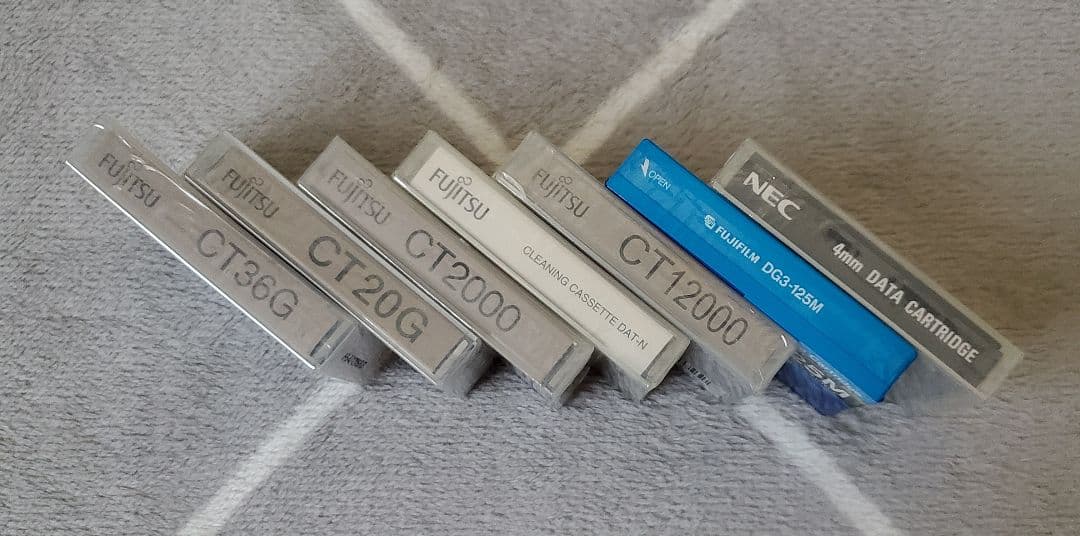 FUJITSU
CT36G
FUJITSU
CT20G
FUJITSU
CT2000
FUJITSU
CLEANING CASSETTE DAT-N
FUJITSU
CT12000
OPEN
FUJIFILM DG3-125M
NEC
4mm DATA CARTRIDGE